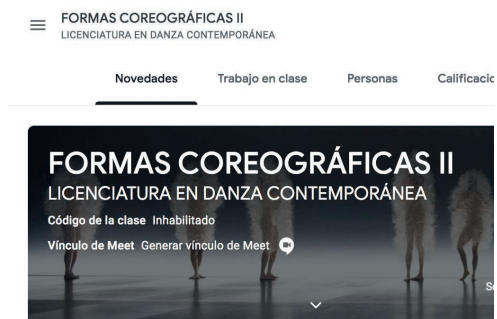 FORMAS COREOGRÁFICAS II
LICENCIATURA EN DANZA CONTEMPORÁNEA
Novedades Trabajo en clase Personas Calificacio
FORMAS COREOGRÁFICAS II
LICENCIATURA EN DANZA CONTEMPORÁNEA
Código de la clase Inhabilitado
Vínculo de Meet Generar vínculo de Meet